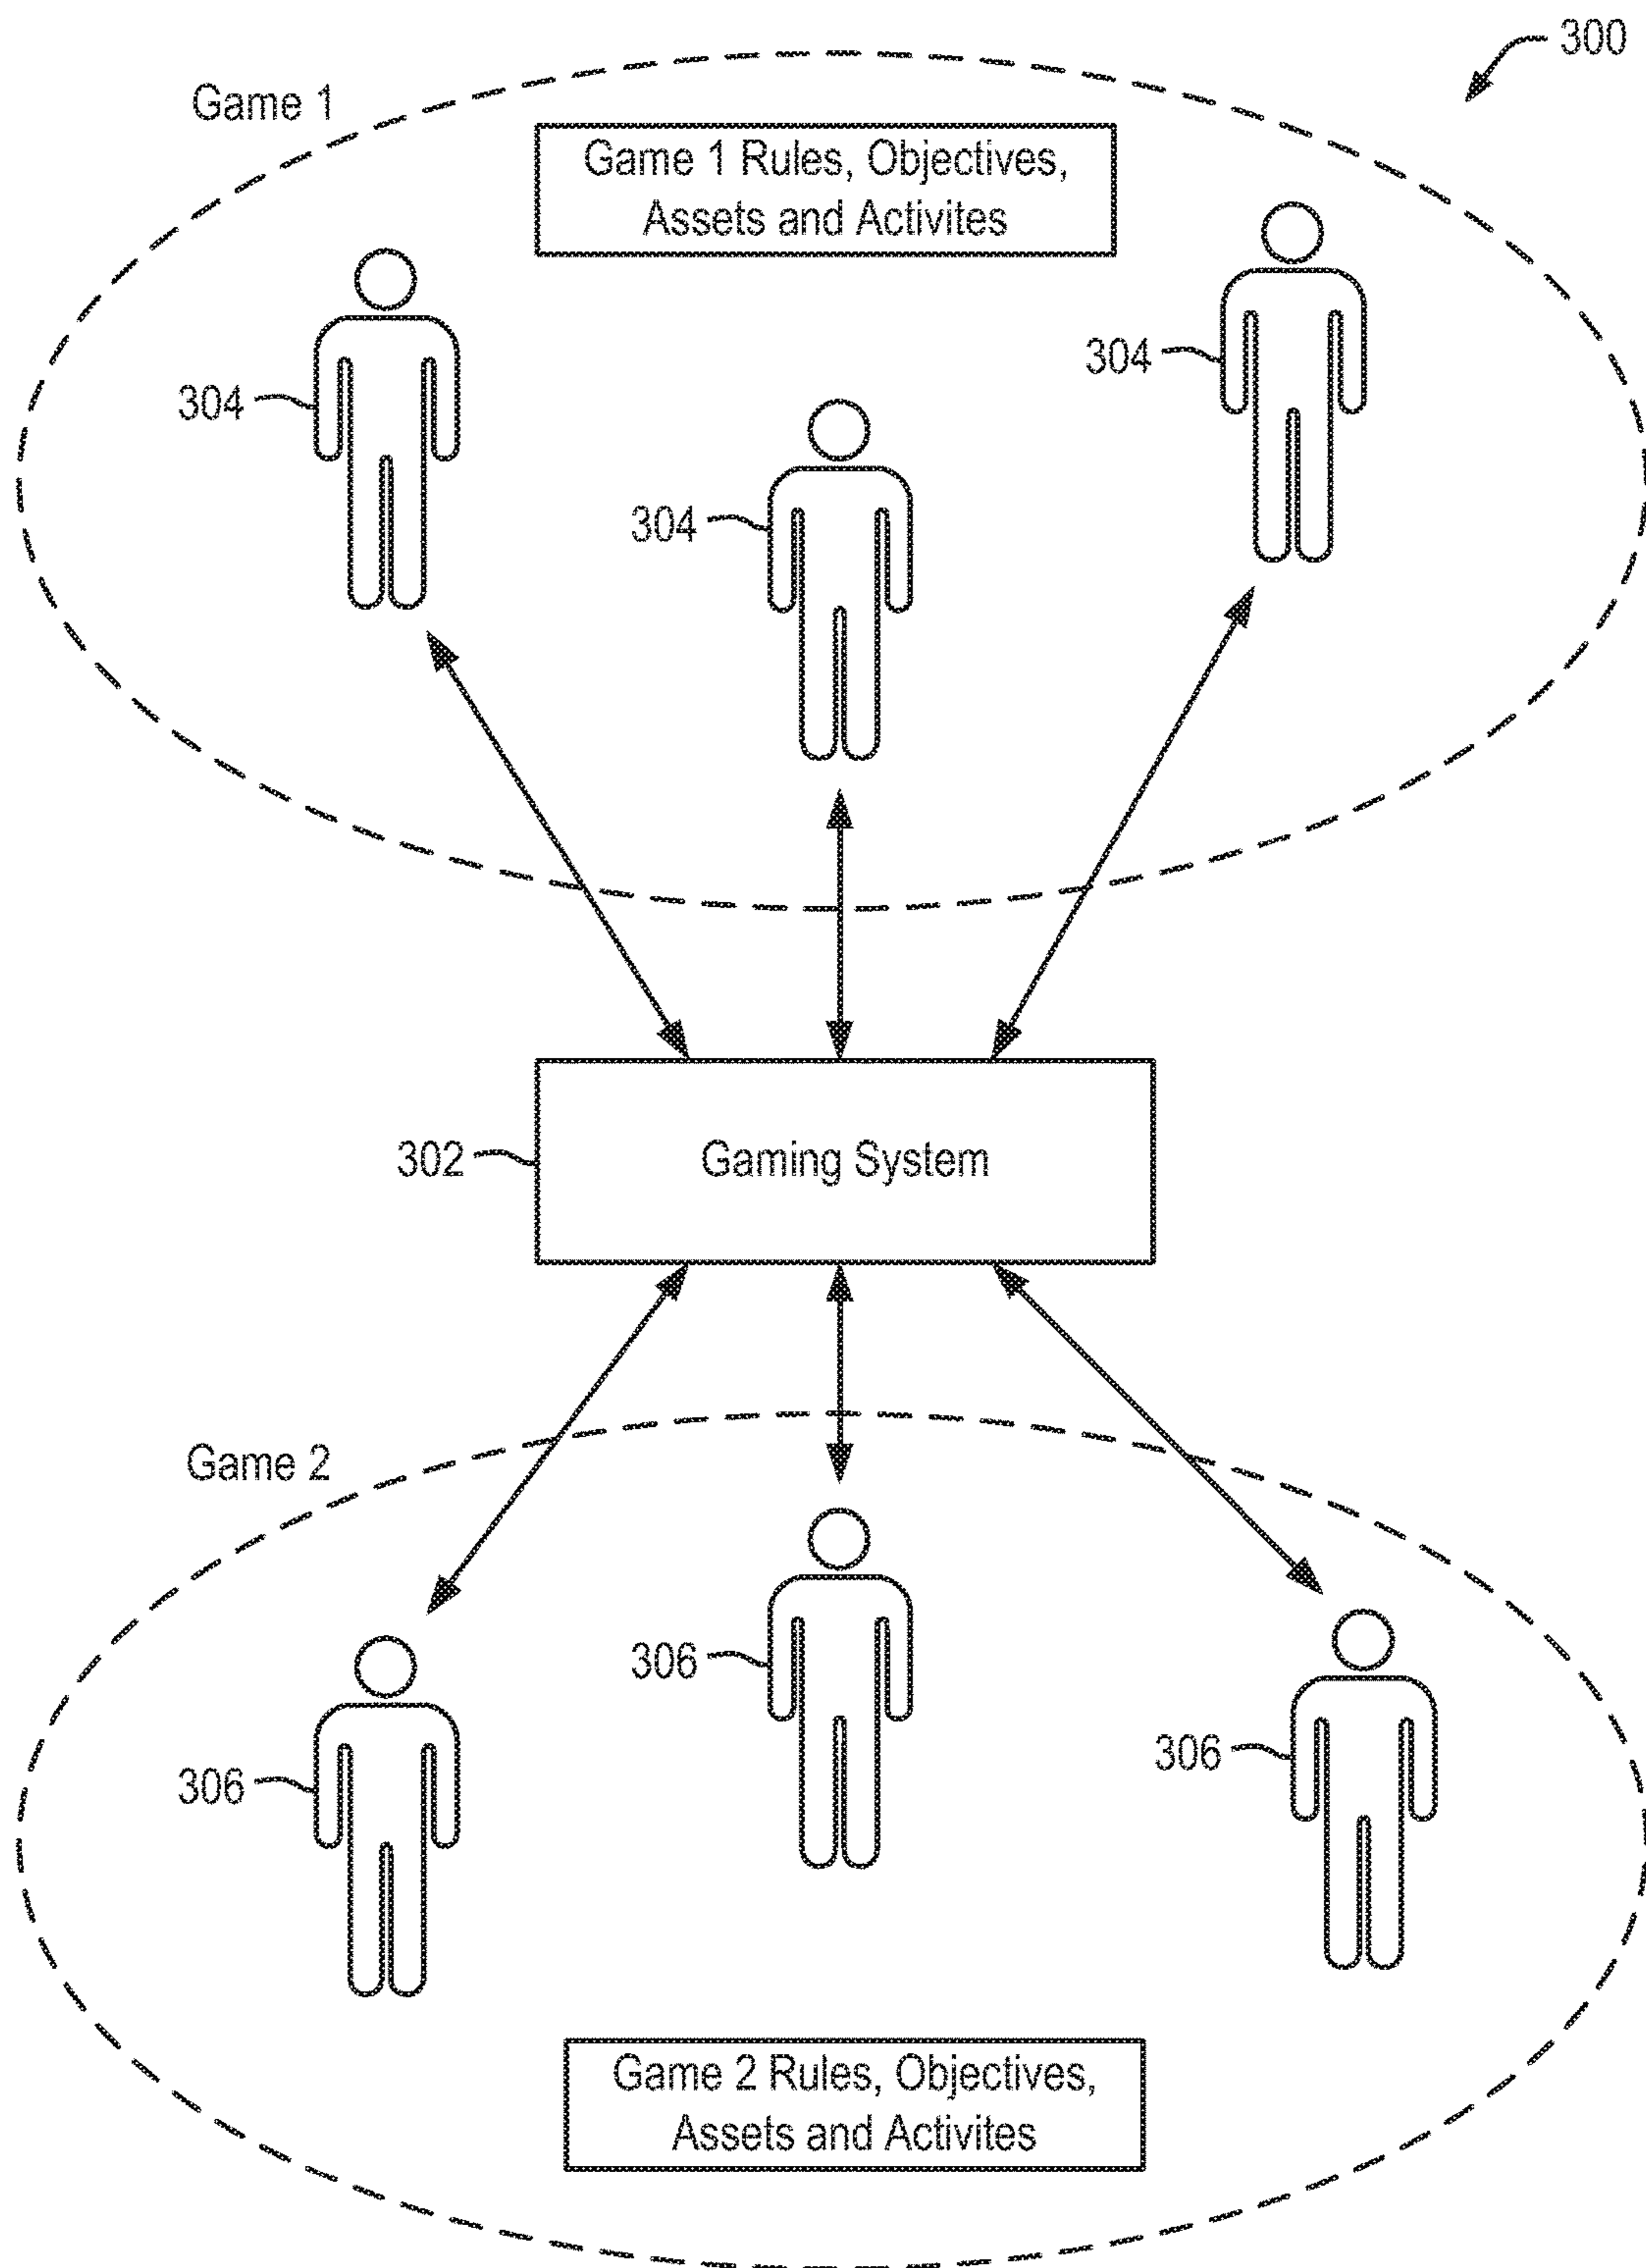 300
Game 1
Game 1 Rules, Objectives,
Assets and Activites
304
304
304
302
Gaming System
Game 2
306
306
306
Game 2 Rules, Objectives,
Assets and Activites